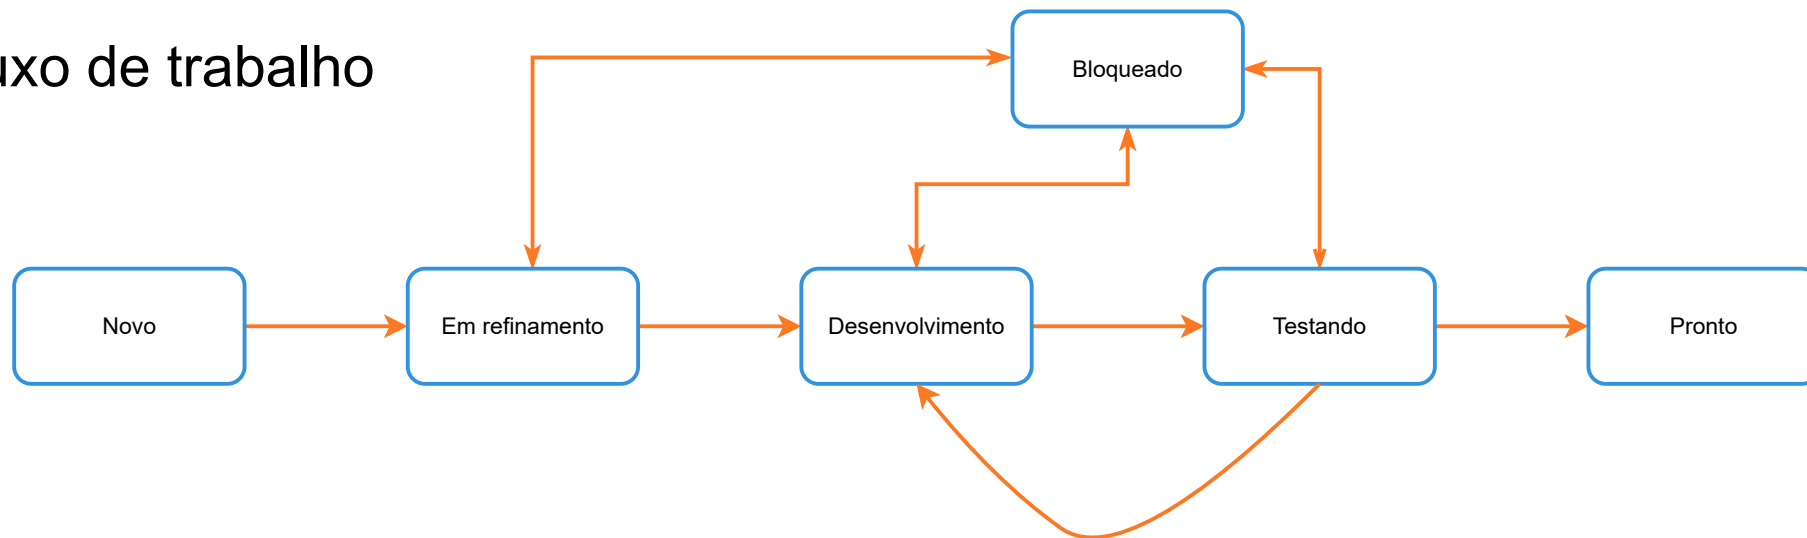 uxo de trabalho
Bloqueado
Novo
Em refinamento
Desenvolvimento
Testando
Pronto